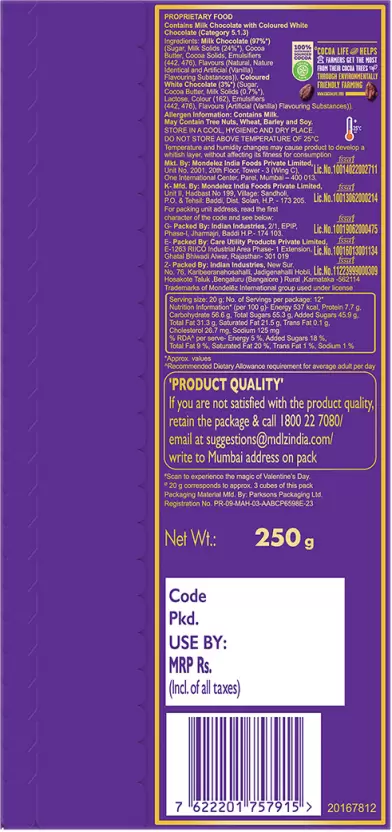 PROPRIETARY FOOD
Contains Milk Chocolate with Coloured White
Chocolate (Category 5.1.3)
Ingredients: Milk Chocolate (97%*)
(Sugar, Milk Solids (24%*), Cocoa
Butter, Cocoa Solids, Emulsifiers
(442, 476), Flavours (Natural, Nature
Identical and Artificial (Vanilla)
Flavouring Substances)), Coloured
White Chocolate (3%*) (Sugar,
Cocoa Butter, Milk Solids (0.7%*),
Lactose, Colour (162), Emulsifiers
(442, 476), Flavours (Artificial (Vanilla) Flavouring Substances)).
100%
SUSTAINABLY
SOURCED
COCOA
COCOA LIFE HELPS
FARMERS GET THE MOST
FROM THEIR COCOA TREES
THROUGH ENVIRONMENTALLY
FRIENDLY FARMING
Allergen Information: Contains Milk.
May Contain Tree Nuts, Wheat, Barley and Soy.
STORE IN A COOL, HYGIENIC AND DRY PLACE.
DO NOT STORE ABOVE TEMPERATURE OF 25°C
25°C
Temperature and humidity changes may cause product to develop a
whitish layer, without affecting its fitness for consumption
Mkt. By: Mondelez India Foods Private Limited,
Unit No. 2001, 20th Floor, Tower - 3 (Wing C),
One International Center, Parel, Mumbai – 400 013.
fssai
Lic.No.10014022002711
K- Mfd. By: Mondelez India Foods Private Limited,
Unit II, Hadbast No 199, Village: Sandholi,
P.O. & Tehsil: Baddi, Dist. Solan, H.P. - 173 205.
fssai
Lic.No.10013062000214
For packing unit address, read the first
character of the code and see below:
G- Packed By: Indian Industries, 2/1, EPIP,
Phase-I, Jharmajri, Baddi H.P.- 174 103.
fssai
Lic.No.10019062000475
E- Packed By: Care Utility Products Private Limited,
E-1263 RIICO Industrial Area Phase- 1 Extension,
Ghatal Bhiwadi Alwar, Rajasthan- 301 019
fssai
Lic.No.10016013001134
Z- Packed By: Indian Industries, New Sur.
No. 76, Koribeeranahosahalli, Jadigenahalli Hobli,
Hosakote Taluk ,Bengaluru (Bangalore ) Rural ,Karnataka -562114
fssai
Lic.No.11223999000309
Trademarks of Mondelēz International group used under license
Serving size: 20 g; No. of Servings per package: 12#
Nutrition Information* (per 100 g)- Energy 537 kcal, Protein 7.7 g,
Carbohydrate 56.6 g, Total Sugars 55.3 g, Added Sugars 45.9 g,
Total Fat 31.3 g, Saturated Fat 21.5 g, Trans Fat 0.1 g,
Cholesterol 26.7 mg, Sodium 125 mg
% RDA^ per serve- Energy 5 %, Added Sugars 18 %,
Total Fat 9 %, Saturated Fat 20 %, Trans Fat 1 %, Sodium 1 %
*Approx. values
^Recommended Dietary Allowance requirement for average adult per day
'PRODUCT QUALITY'
If you are not satisfied with the product quality,
retain the package & call 1800 22 7080/
email at suggestions@mdlzindia.com/
write to Mumbai address on pack
#Scan to experience the magic of Valentine's Day.
20 g corresponds to approx. 3 cubes of this pack
Packaging Material Mfd. By: Parksons Packaging Ltd.
Registration No. PR-09-MAH-03-AABCP6598E-23
Net Wt.: 250 g
Code
Pkd.
USE BY:
MRP Rs.
(Incl. of all taxes)
7 622201 757915 >
20167812